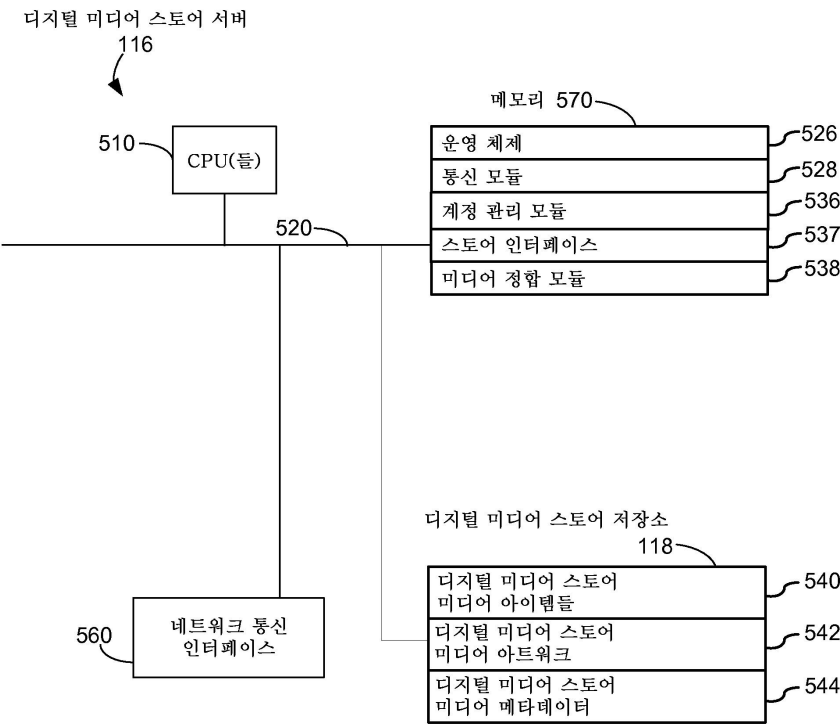 디지털 미디어 스토어 서버
116
510
CPU(들)
520
메모리 570
운영 체제 526
통신 모듈 528
계정 관리 모듈 536
스토어 인터페이스 537
미디어 정합 모듈 538
560
네트워크 통신
인터페이스
디지털 미디어 스토어 저장소
118
디지털 미디어 스토어
미디어 아이템들
540
디지털 미디어 스토어
미디어 아트워크
542
디지털 미디어 스토어
미디어 메타데이터
544